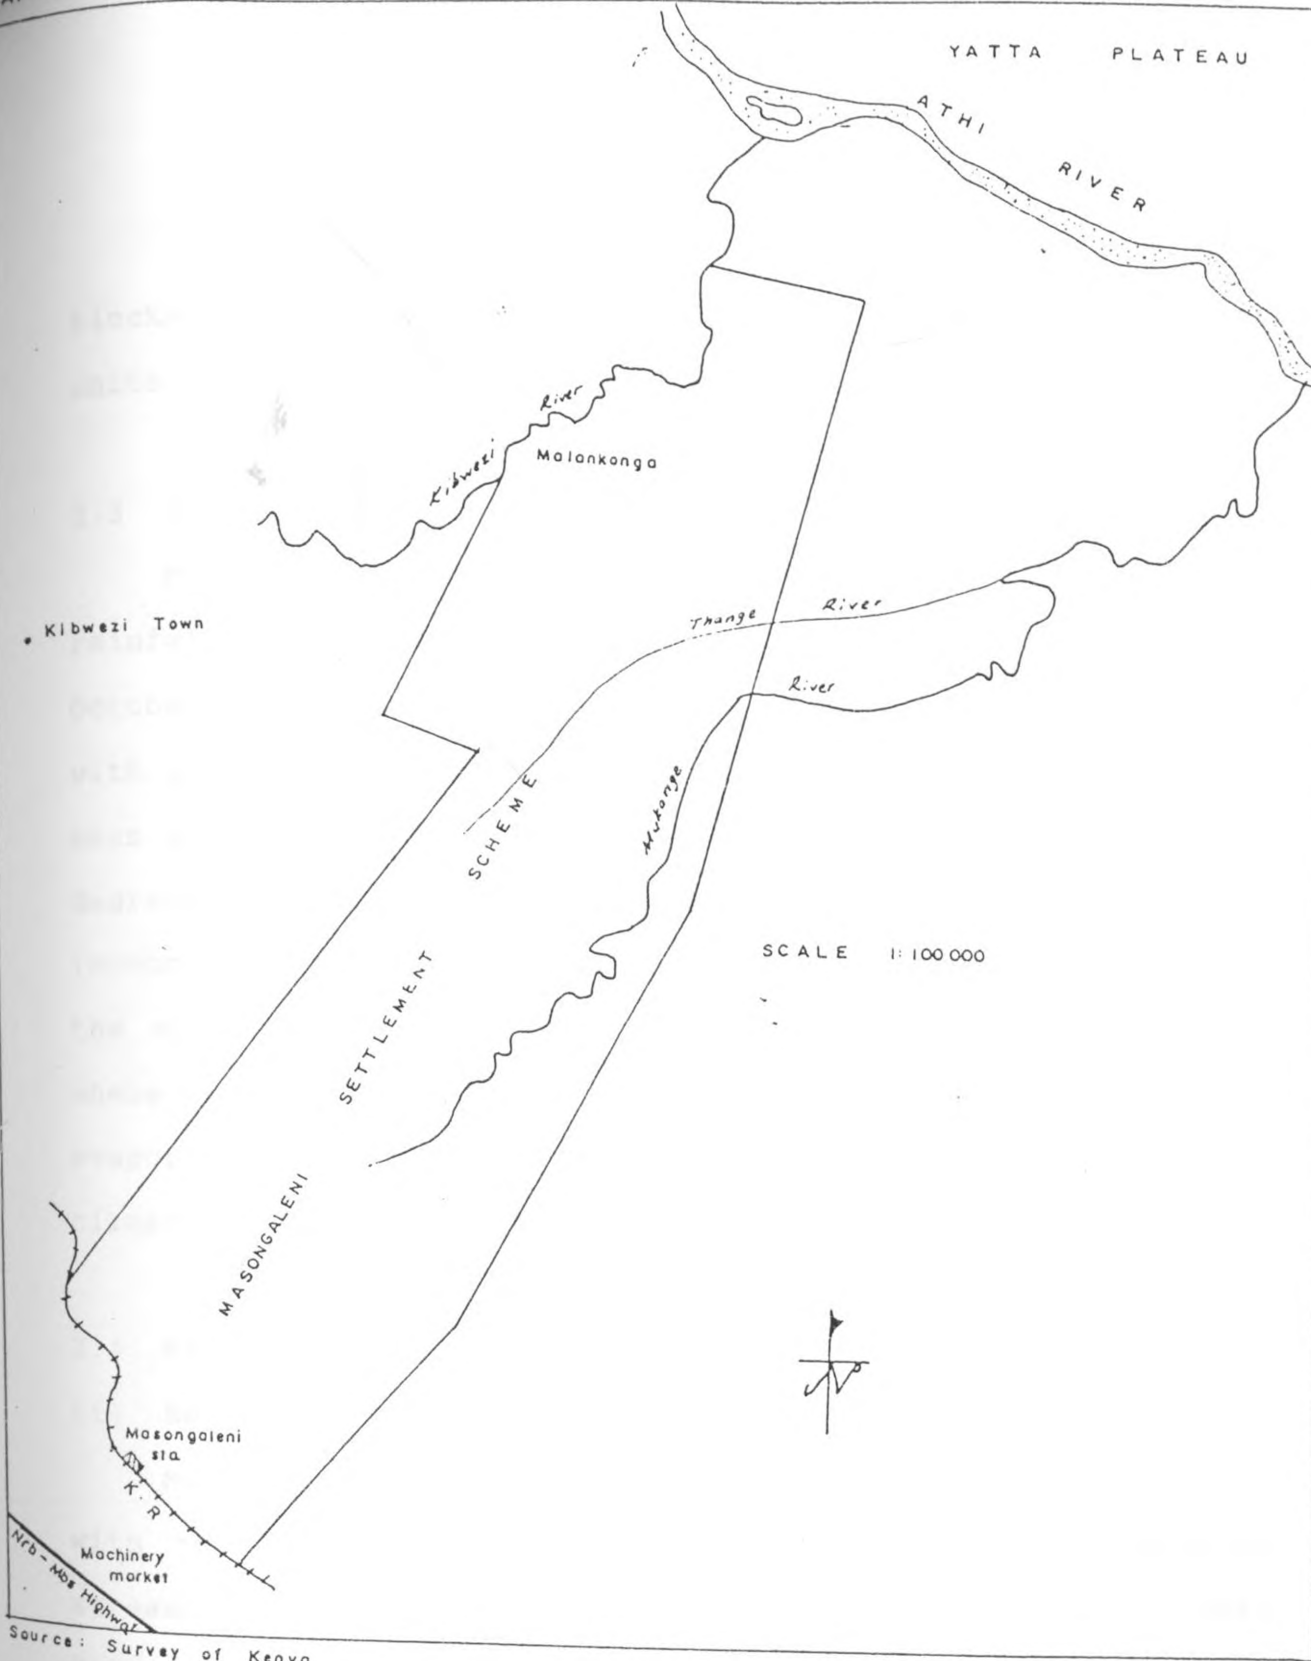 YATTA PLATEAU
ATHI RIVER
Kibwezi River
Malankonga
Kibwezi Town
Thange River
River
Mukange
SCHEME
SCALE 1:100 000
SETTLEMENT
MASONGALENI
N
Masongaleni
sta
K.R
Machinery
market
Nrb-Mbs Highway
Source: Survey of Kenya